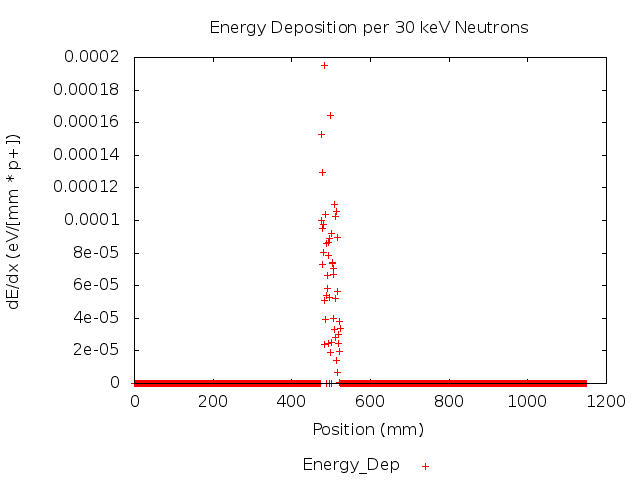 Energy Deposition per 30 keV Neutrons
0.0002
0.00018
0.00016
0.00014
0.00012
0.0001
8e-05
6e-05
4e-05
2e-05
0
dE/dx (eV/[mm * p+])
0 200 400 600 800 1000 1200
Position (mm)
Energy_Dep